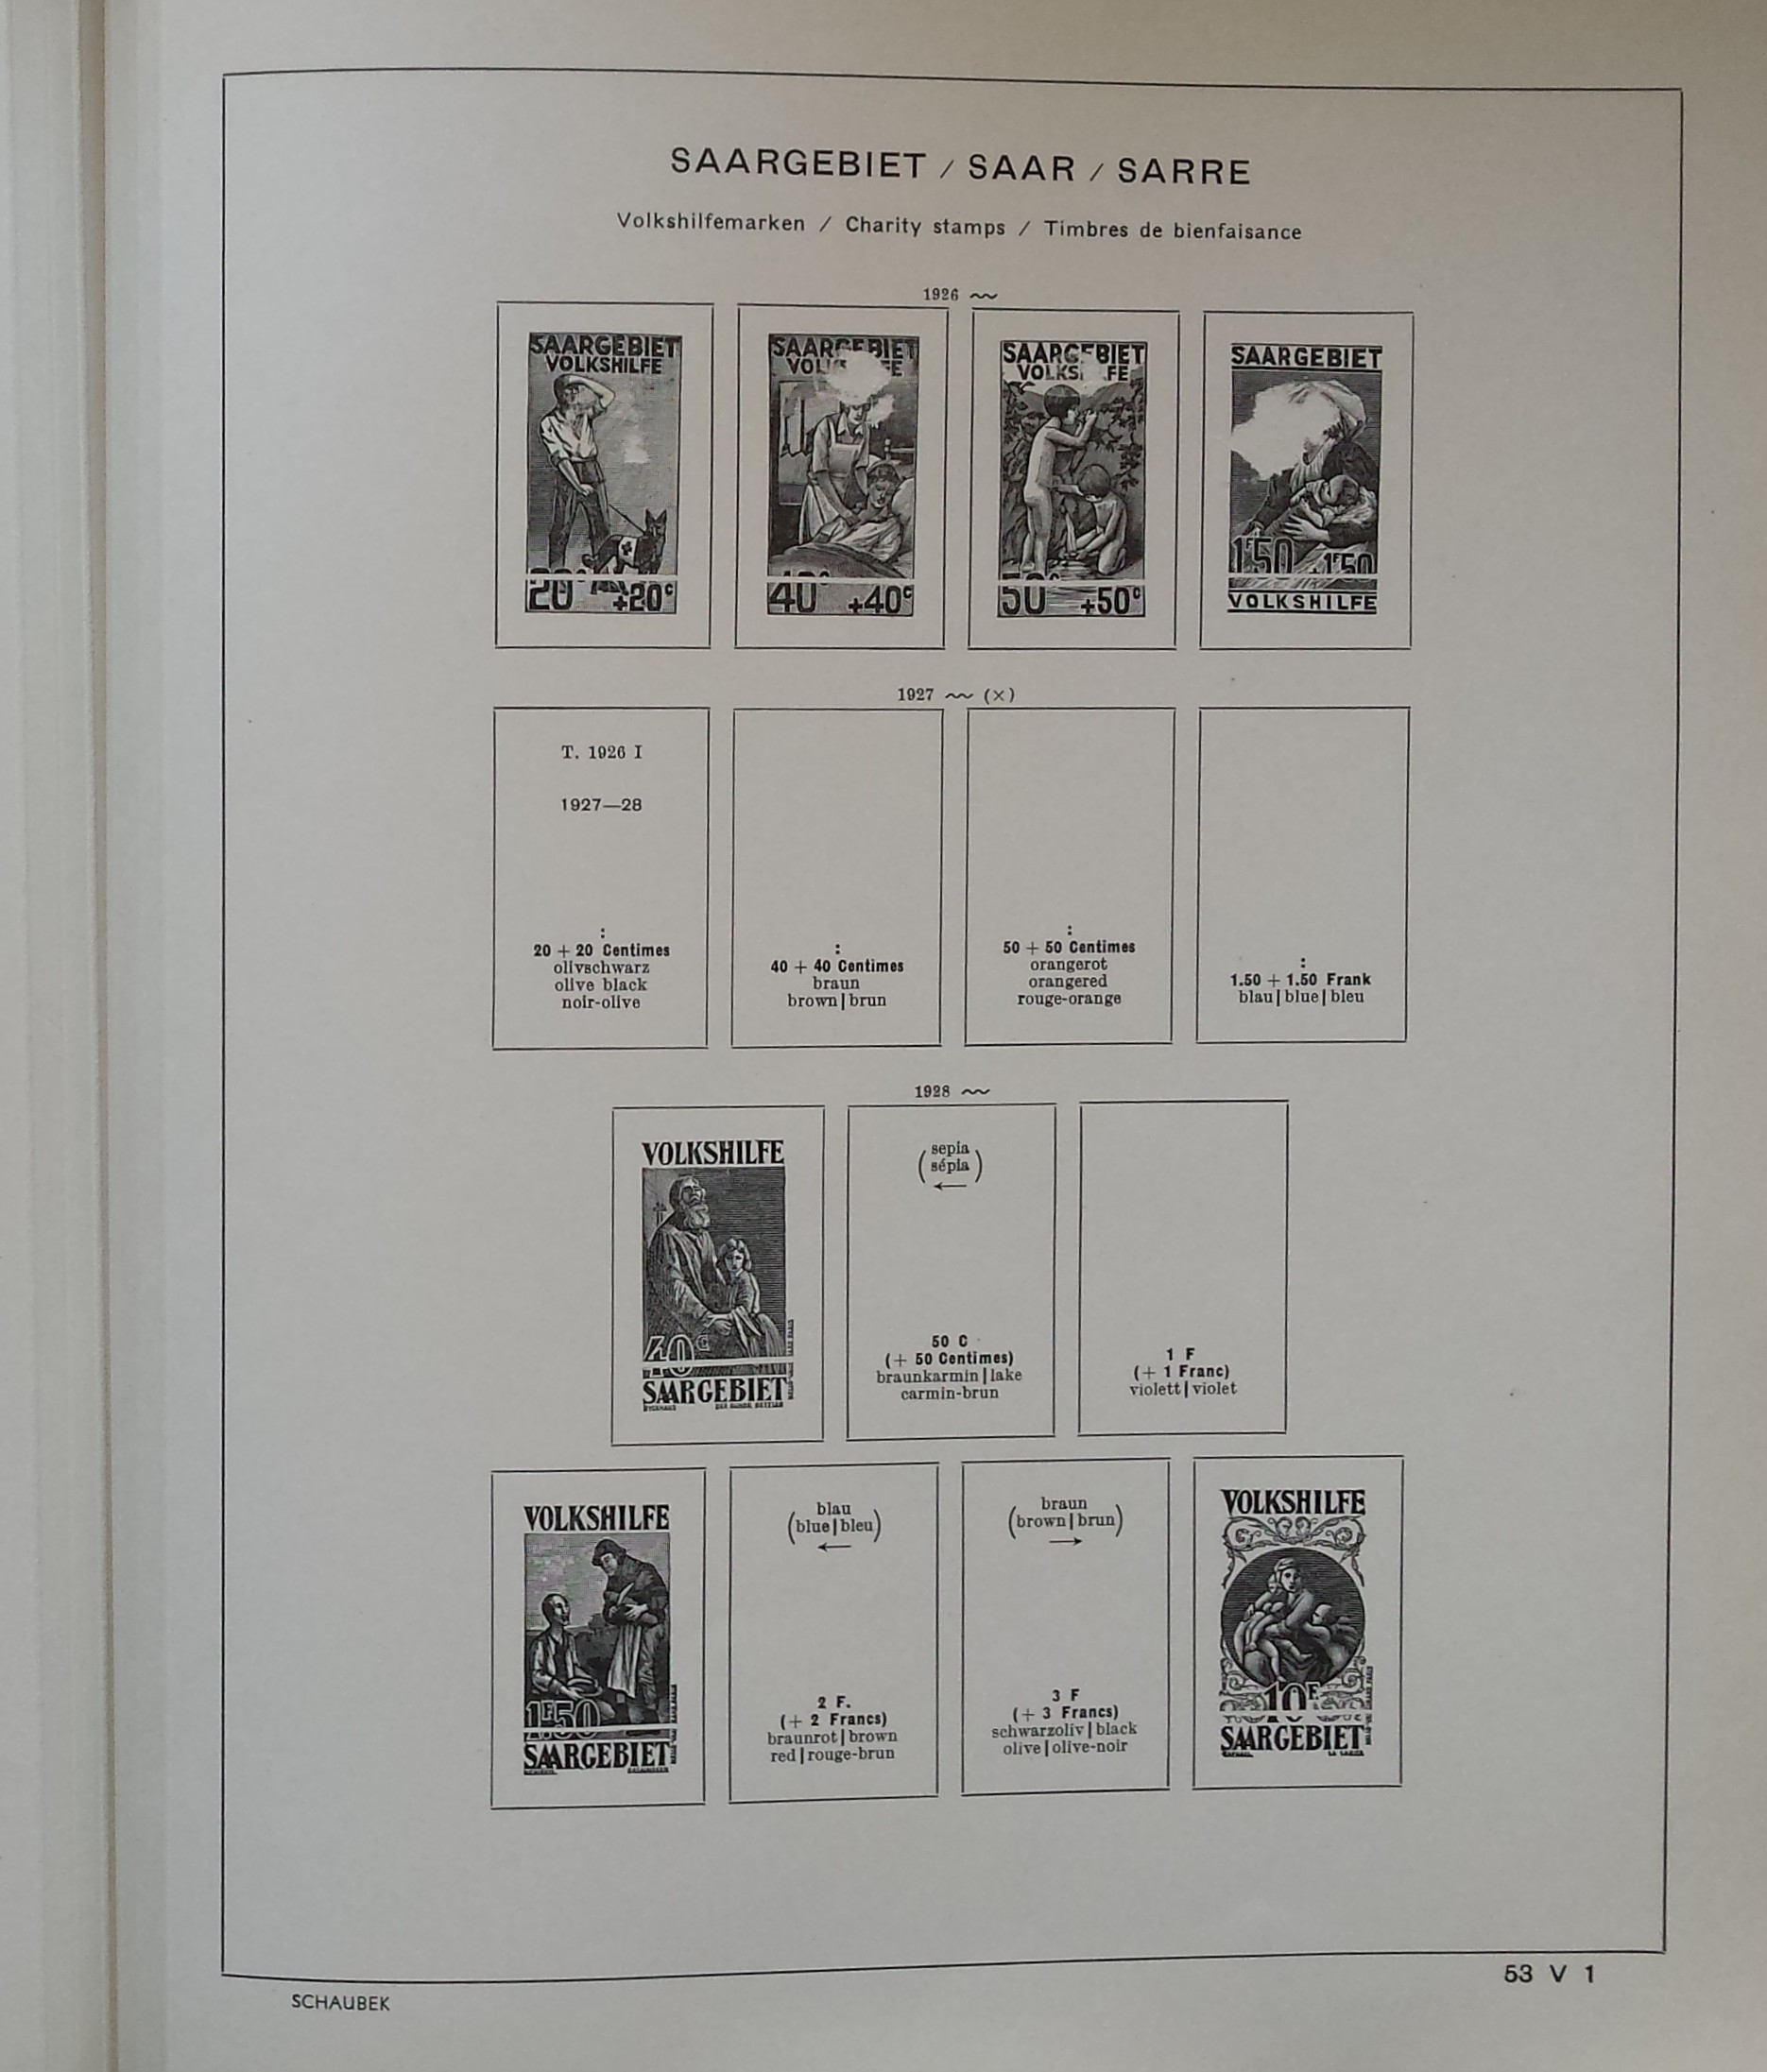 SAARGEBIET / SAAR / SARRE
Volkshilfemarken / Charity stamps / Timbres de bienfaisance
1926
SAARGEBIET
VOLKSHILFE
20 +20c
SAARGEBIET
40 +40c
SAARGEBIET
50 +50c
SAARGEBIET
1F50 +1F50
VOLKSHILFE
1927 (×)
T. 1926 I
1927—28
:
20 + 20 Centimes
olivschwarz
olive black
noir-olive
:
40 + 40 Centimes
braun
brown | brun
:
50 + 50 Centimes
orangerot
orangered
rouge-orange
:
1.50 + 1.50 Frank
blau | blue | bleu
1928
VOLKSHILFE
40c
SAARGEBIET
(sepia
sépia)
←
50 C
(+ 50 Centimes)
braunkarmin | lake
carmin-brun
1 F
(+ 1 Franc)
violett | violet
VOLKSHILFE
1F50
SAARGEBIET
blau
(blue | bleu)
←
2 F.
(+ 2 Francs)
braunrot | brown
red | rouge-brun
braun
(brown | brun)
→
3 F
(+ 3 Francs)
schwarzoliv | black
olive | olive-noir
VOLKSHILFE
10F
SAARGEBIET
53 V 1
SCHAUBEK